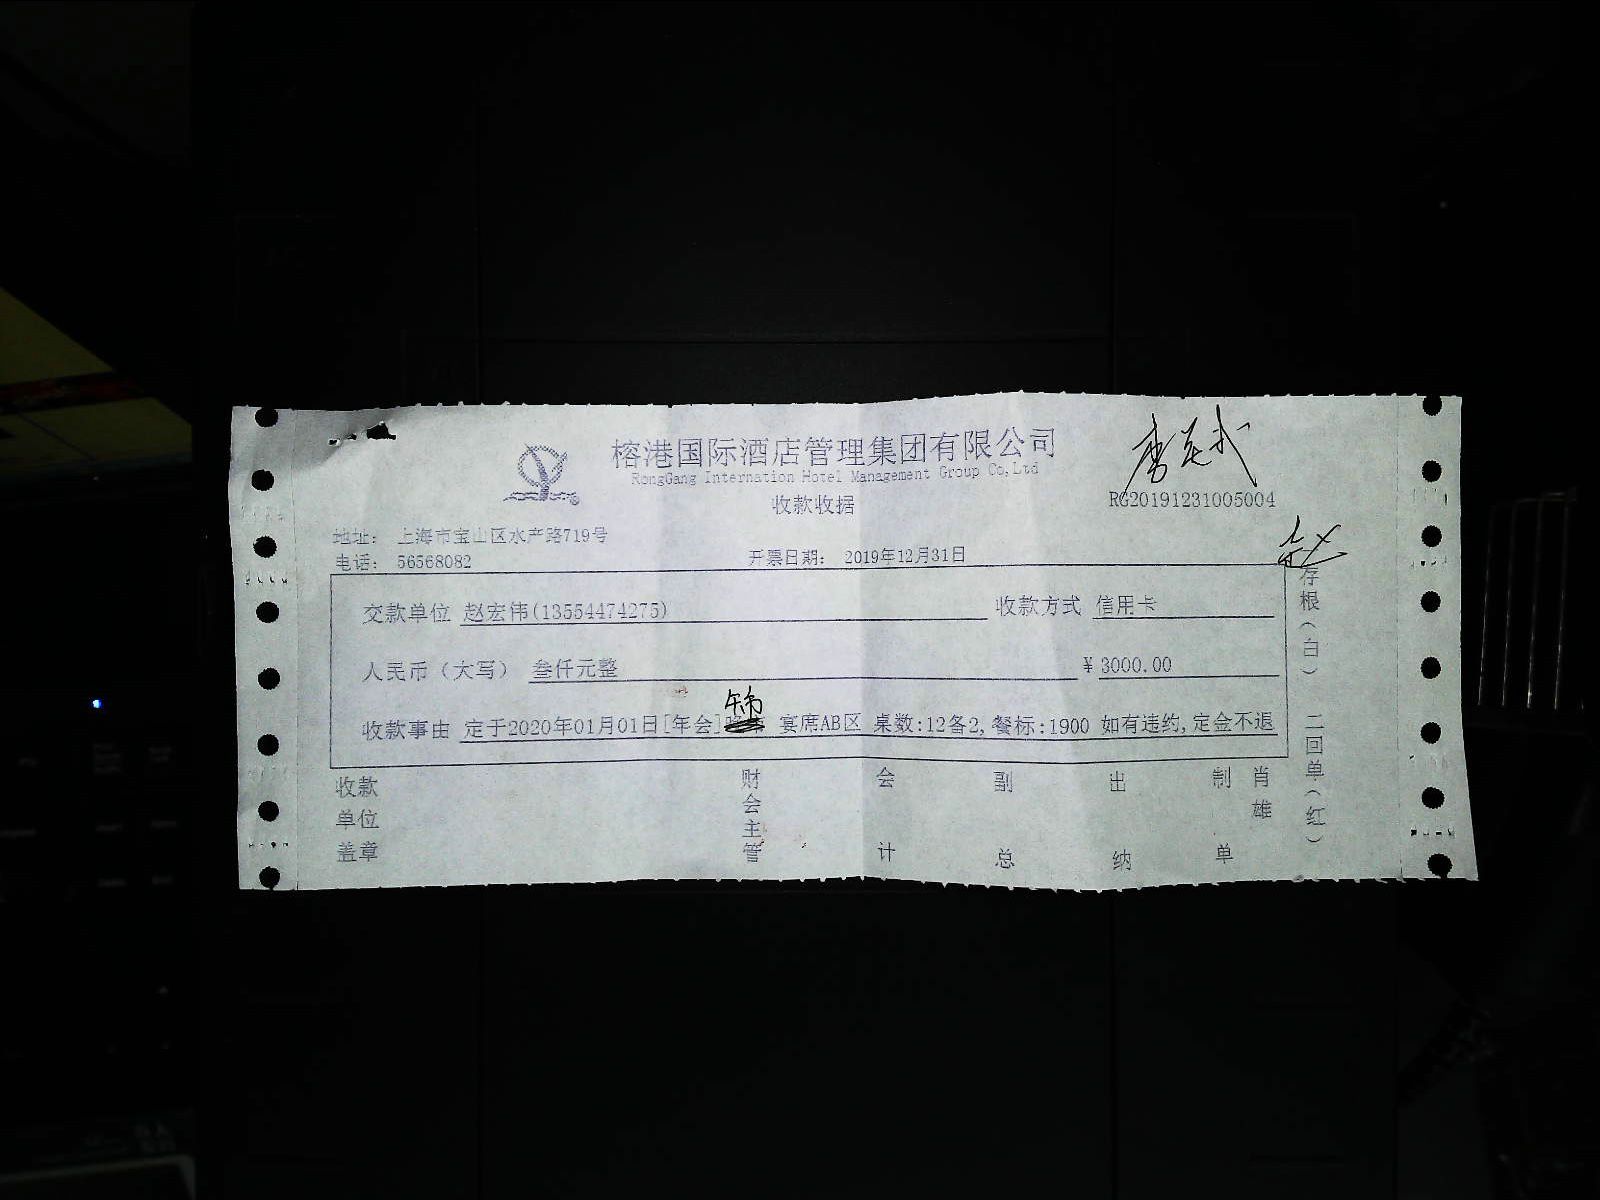 榕港国际酒店管理集团有限公司
RongGang Internation Hotel Management Group Co,Ltd
收款收据
RG20191231005004
地址： 上海市宝山区水产路719号
电话： 56568082
开票日期： 2019年12月31日
交款单位 赵宏伟(13554474275) 收款方式 信用卡
人民币（大写） 叁仟元整 ¥3000.00
收款事由 定于2020年01月01日[年会] 宴席AB区 桌数:12备2,餐标:1900 如有违约,定金不退
收款单位盖章 财会主管 会计 副总 出纳 制单 肖雄
存根（白） 二回单（红）